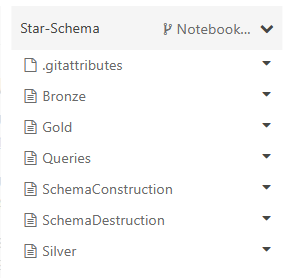 Star-Schema Notebook...
.gitattributes
Bronze
Gold
Queries
SchemaConstruction
SchemaDestruction
Silver